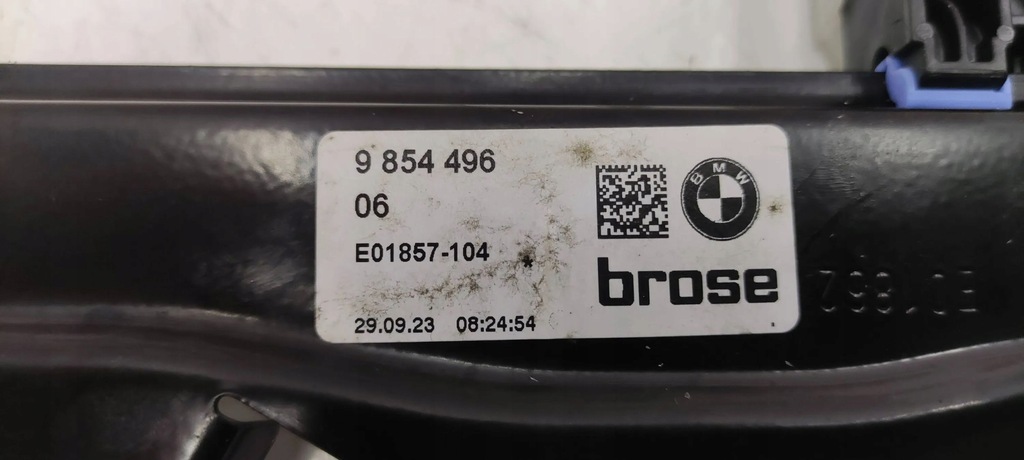 9 854 496
06
E01857-104 *
29.09.23 08:24:54
BMW
brose